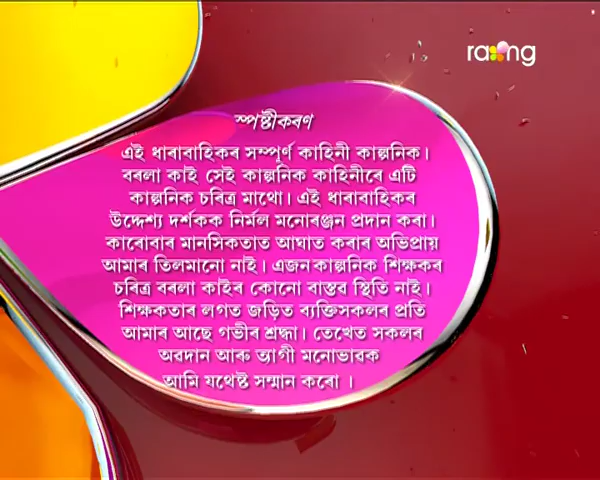 rang
স্পষ্টীকৰণ
এই ধাৰাবাহিকৰ সম্পূৰ্ণ কাহিনী কাল্পনিক।
বৰলা কাই সেই কাল্পনিক কাহিনীৰে এটি
কাল্পনিক চৰিত্ৰ মাথো। এই ধাৰাবাহিকৰ
উদ্দেশ্য দৰ্শকক নিৰ্মল মনোৰঞ্জন প্ৰদান কৰা।
কাৰোবাৰ মানসিকতাত আঘাত কৰাৰ অভিপ্ৰায়
আমাৰ তিলমানো নাই। এজন কাল্পনিক শিক্ষকৰ
চৰিত্ৰ বৰলা কাইৰ কোনো বাস্তৱ স্থিতি নাই।
শিক্ষকতাৰ লগত জড়িত ব্যক্তিসকলৰ প্ৰতি
আমাৰ আছে গভীৰ শ্ৰদ্ধা। তেখেত সকলৰ
অৱদান আৰু ত্যাগী মনোভাৱক
আমি যথেষ্ট সন্মান কৰো ।